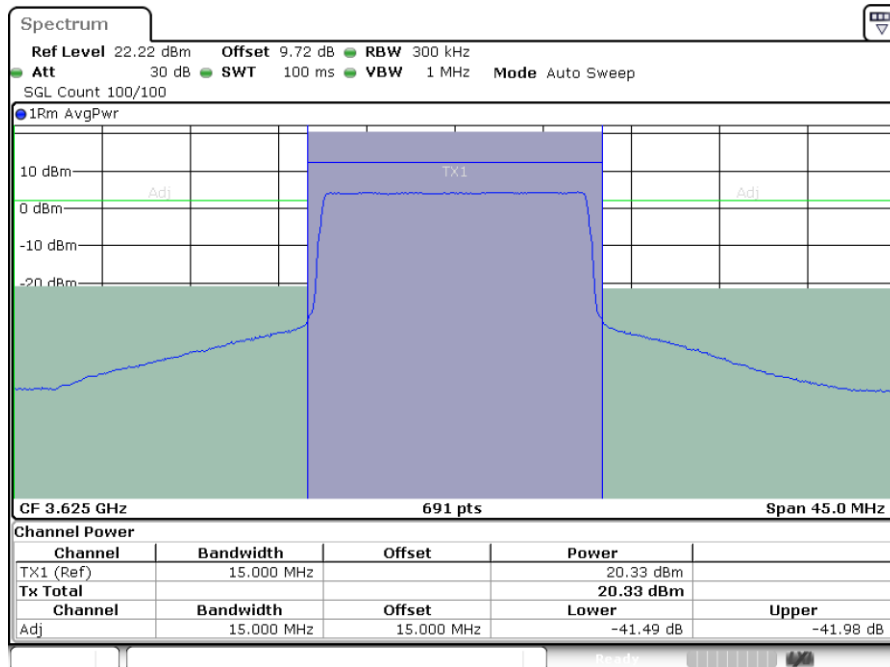 Spectrum
Ref Level 22.22 dBm Offset 9.72 dB RBW 300 kHz
Att 30 dB SWT 100 ms VBW 1 MHz Mode Auto Sweep
SGL Count 100/100
1Rm AvgPwr
10 dBm
TX1
Adj Adj
0 dBm
-10 dBm
-20 dBm
CF 3.625 GHz 691 pts Span 45.0 MHz
Channel Power
Channel Bandwidth Offset Power
TX1 (Ref) 15.000 MHz 20.33 dBm
Tx Total 20.33 dBm
Channel Bandwidth Offset Lower Upper
Adj 15.000 MHz 15.000 MHz -41.49 dB -41.98 dB
Ready